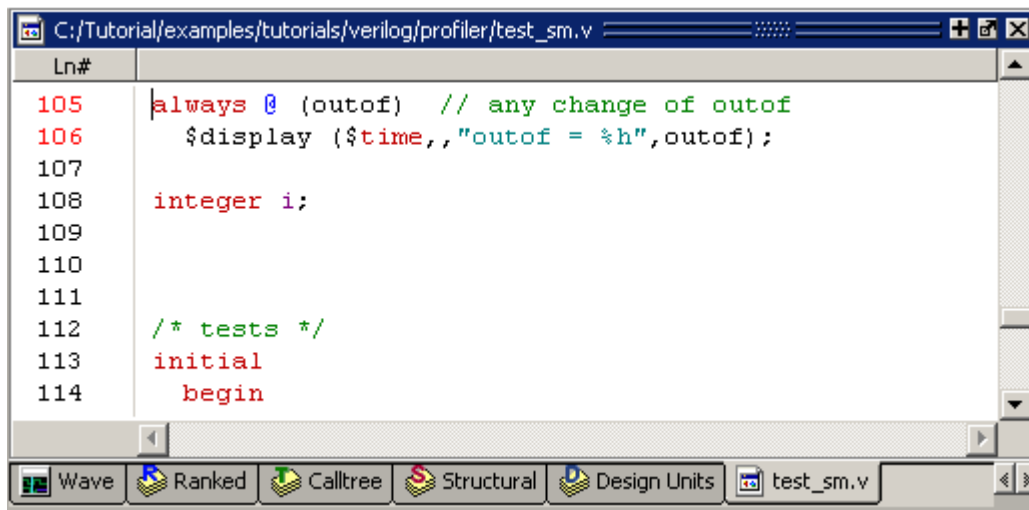 C:/Tutorial/examples/tutorials/verilog/profiler/test_sm.v
Ln#
105 always @ (outof) // any change of outof
106 $display ($time,,"outof = %h",outof);
107
108 integer i;
109
110
111
112 /* tests */
113 initial
114 begin
Wave Ranked Calltree Structural Design Units test_sm.v